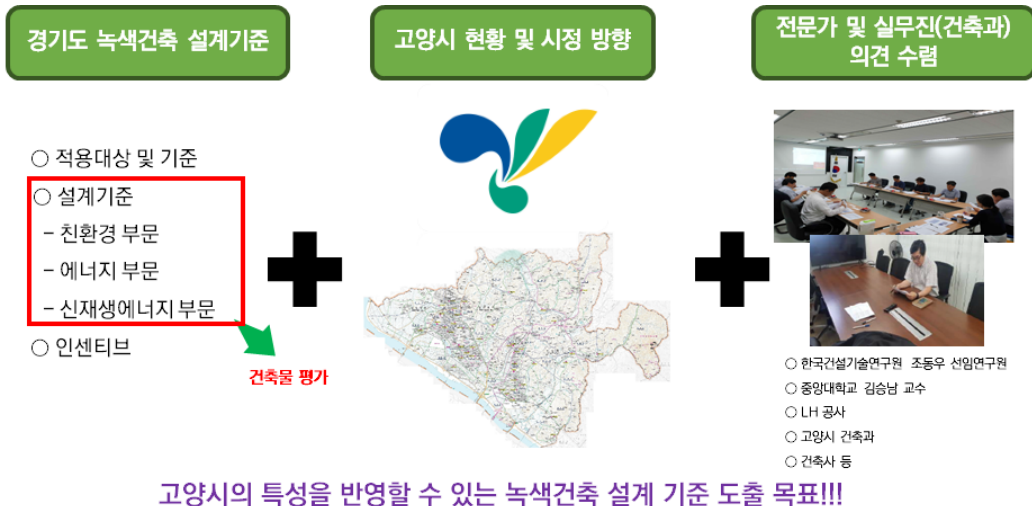 경기도 녹색건축 설계기준
○ 적용대상 및 기준
○ 설계기준
- 친환경 부문
- 에너지 부문
- 신재생에너지 부문
○ 인센티브
건축물 평가
고양시 현황 및 시정 방향
전문가 및 실무진(건축과)
의견 수렴
○ 한국건설기술연구원 조동우 선임연구원
○ 중앙대학교 김승남 교수
○ LH 공사
○ 고양시 건축과
○ 건축사 등
고양시의 특성을 반영할 수 있는 녹색건축 설계 기준 도출 목표!!!